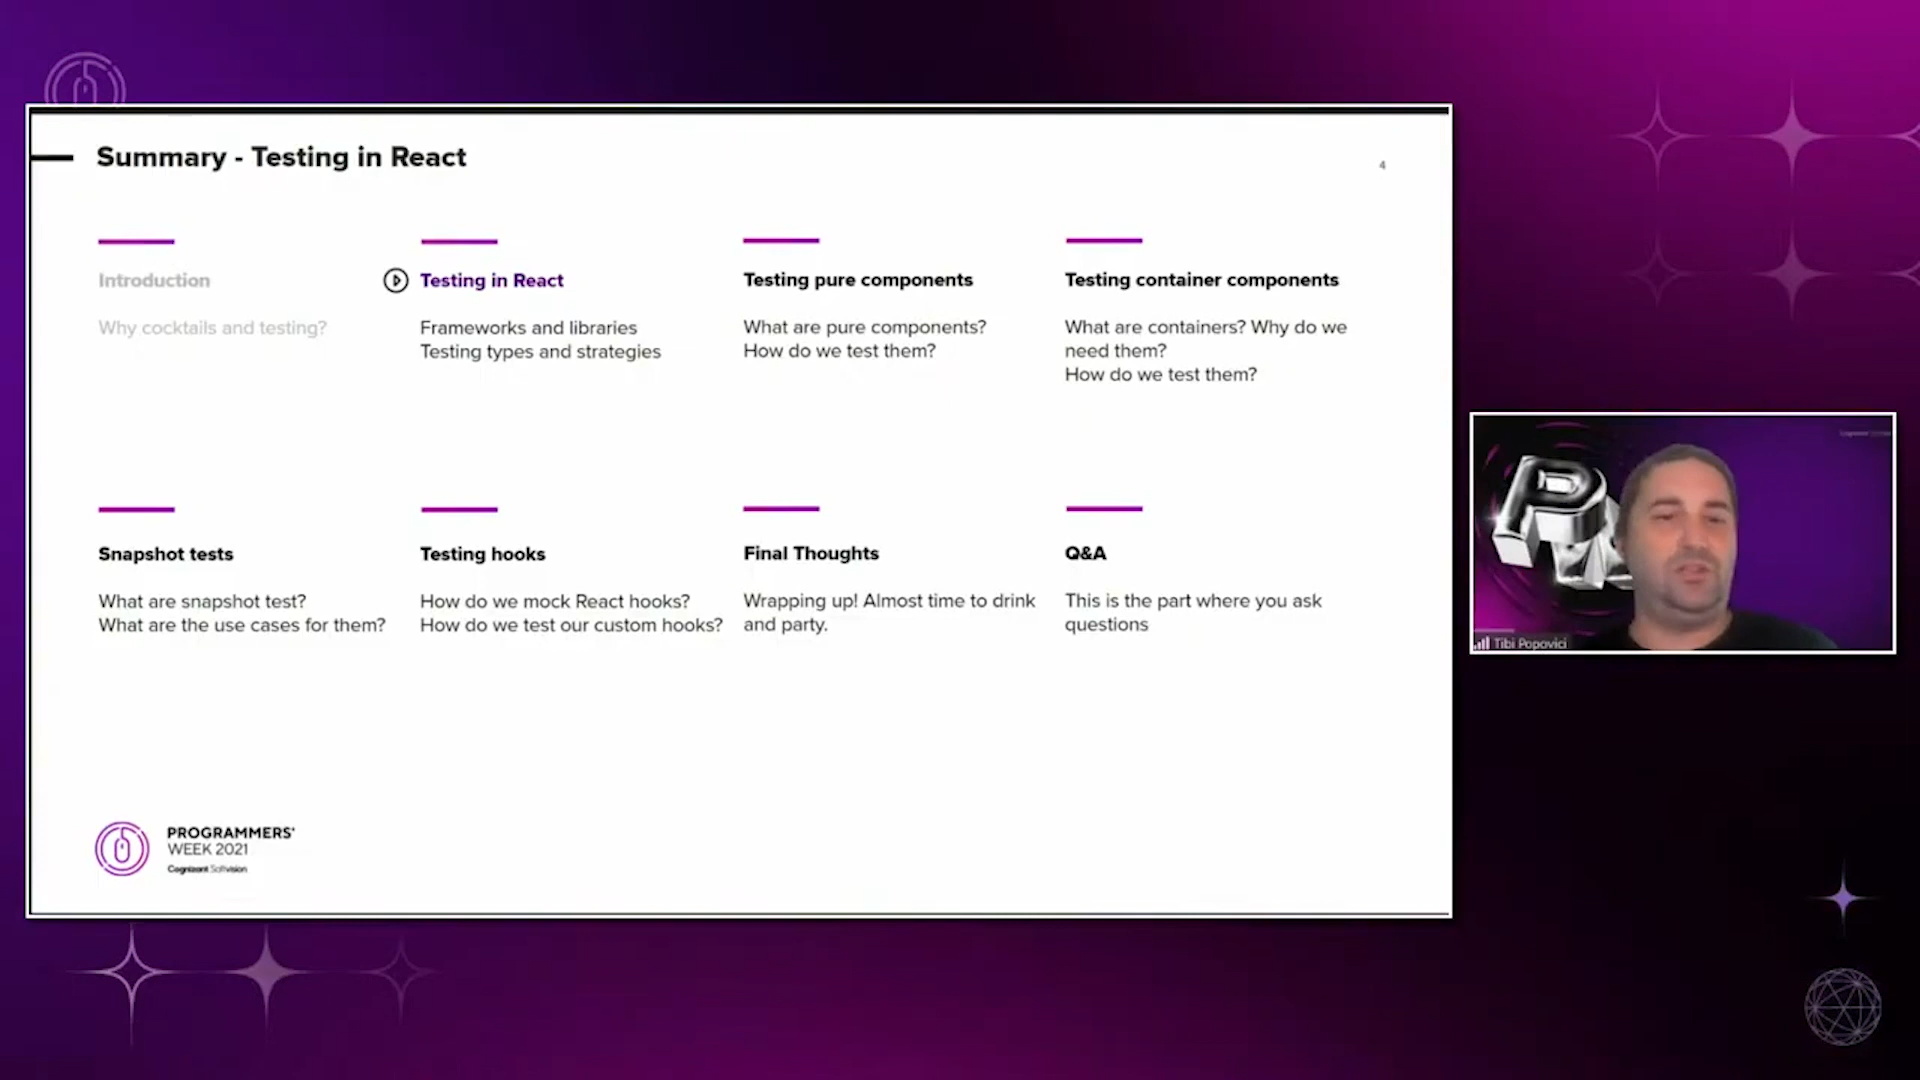 Summary - Testing in React
4
Introduction
Why cocktails and testing?
Testing in React
Frameworks and libraries
Testing types and strategies
Testing pure components
What are pure components?
How do we test them?
Testing container components
What are containers? Why do we
need them?
How do we test them?
Snapshot tests
What are snapshot test?
What are the use cases for them?
Testing hooks
How do we mock React hooks?
How do we test our custom hooks?
Final Thoughts
Wrapping up! Almost time to drink
and party.
Q&A
This is the part where you ask
questions
PROGRAMMERS'
WEEK 2021
Cognizant Softvision
Tibi Popovici